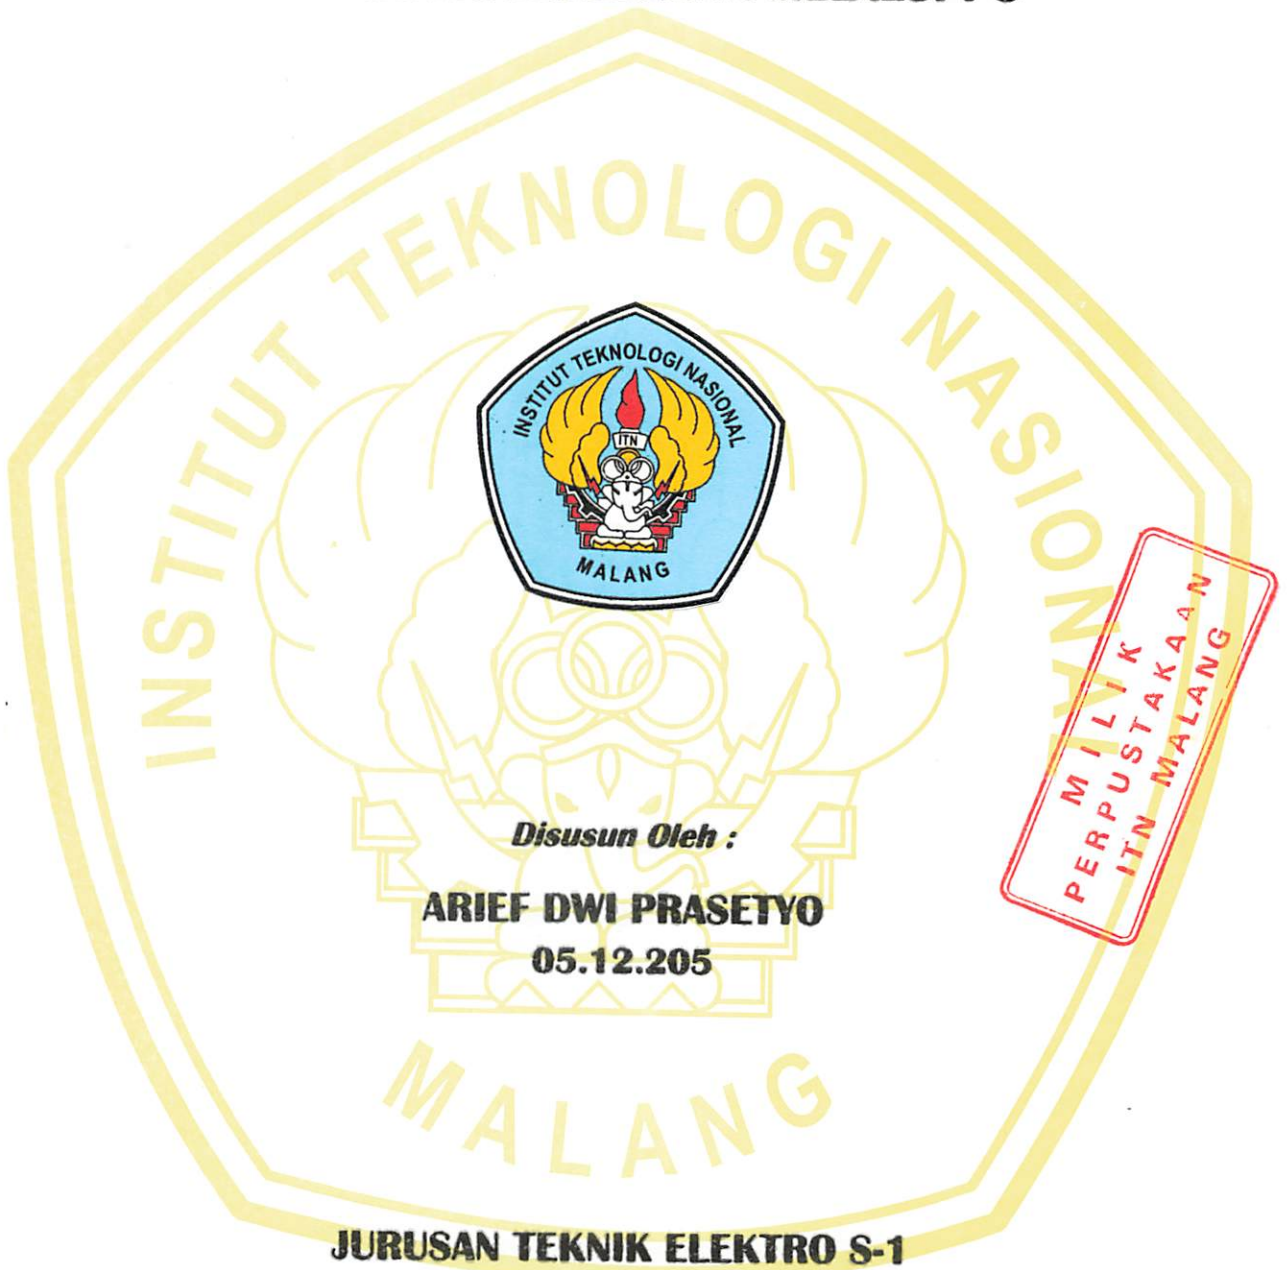 INSTITUT TEKNOLOGI NASIONAL
MALANG
INSTITUT TEKNOLOGI NASIONAL
ITN
MALANG
MILIK
PERPUSTAKAAN
ITN MALANG
Disusun Oleh :
ARIEF DWI PRASETYO
05.12.205
JURUSAN TEKNIK ELEKTRO S-1